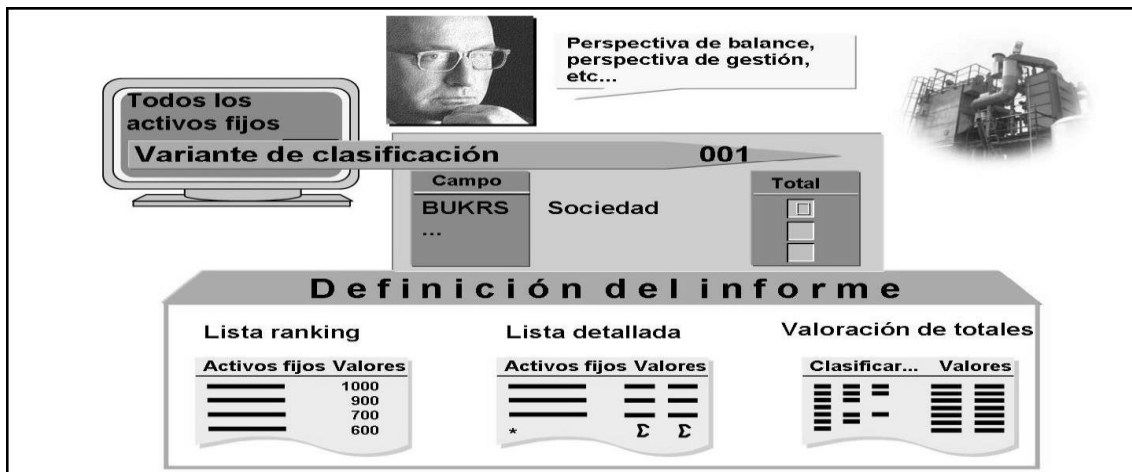 Perspectiva de balance,
perspectiva de gestión,
etc...
Todos los
activos fijos
Variante de clasificación 001
Campo Total
BUKRS Sociedad
...
Definición del informe
Lista ranking Lista detallada Valoración de totales
Activos fijos Valores Activos fijos Valores Clasificar... Valores
1000
900
700
600
* Σ Σ